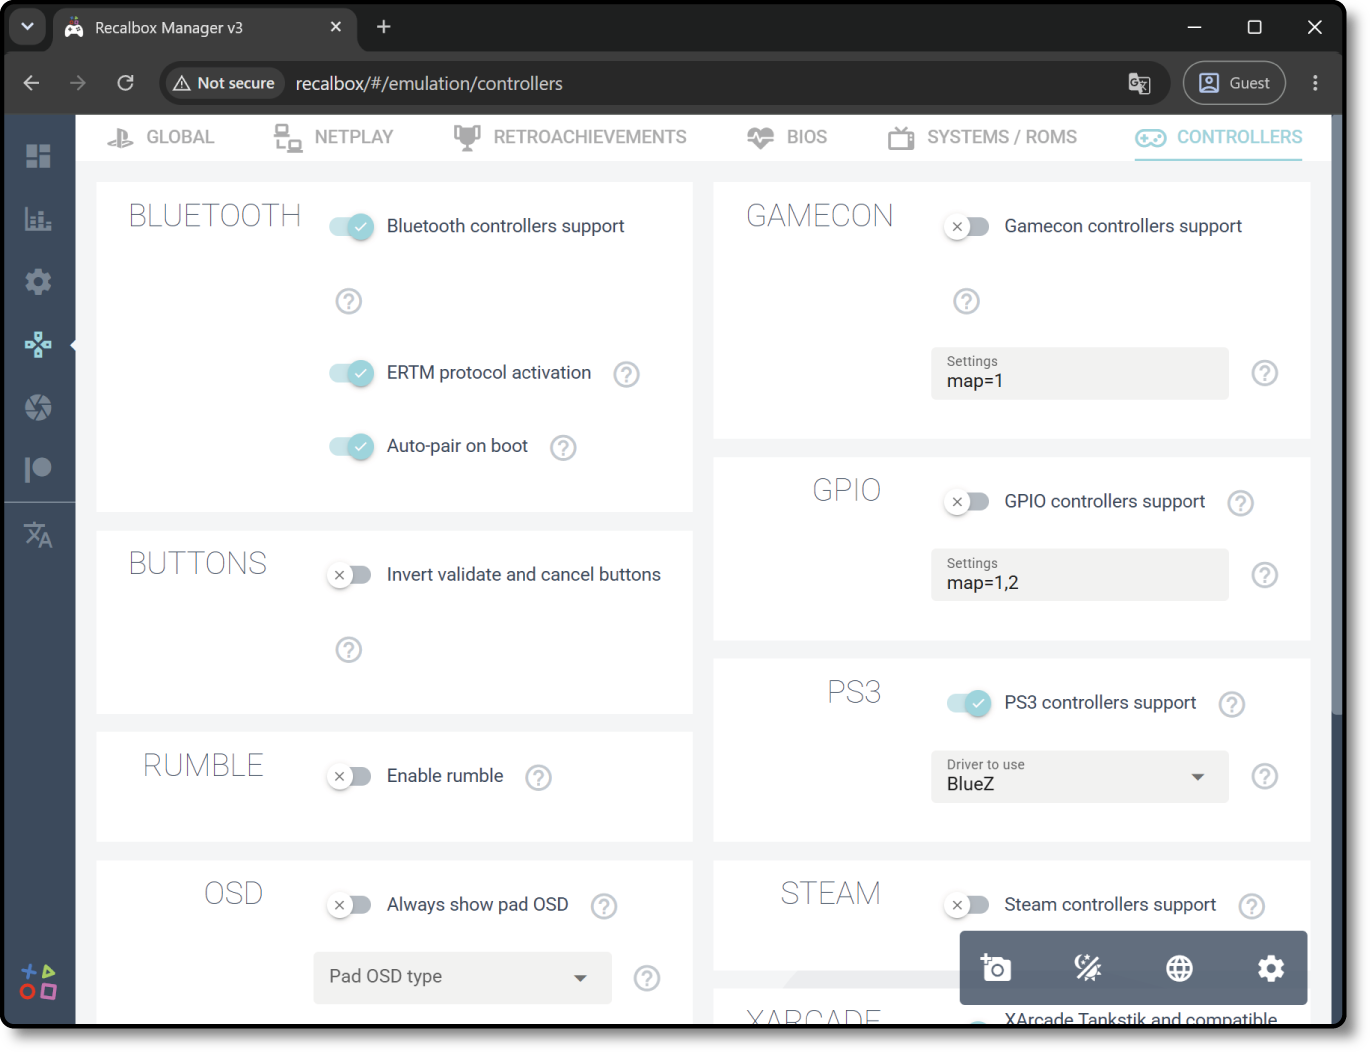 Recalbox Manager v3
Not secure
recalbox/#/emulation/controllers
Guest
GLOBAL
NETPLAY
RETROACHIEVEMENTS
BIOS
SYSTEMS / ROMS
CONTROLLERS
BLUETOOTH
Bluetooth controllers support
ERTM protocol activation
Auto-pair on boot
BUTTONS
Invert validate and cancel buttons
RUMBLE
Enable rumble
OSD
Always show pad OSD
Pad OSD type
GAMECON
Gamecon controllers support
Settings
map=1
GPIO
GPIO controllers support
Settings
map=1,2
PS3
PS3 controllers support
Driver to use
BlueZ
STEAM
Steam controllers support
XARCADE
XArcade Tankstik and compatible